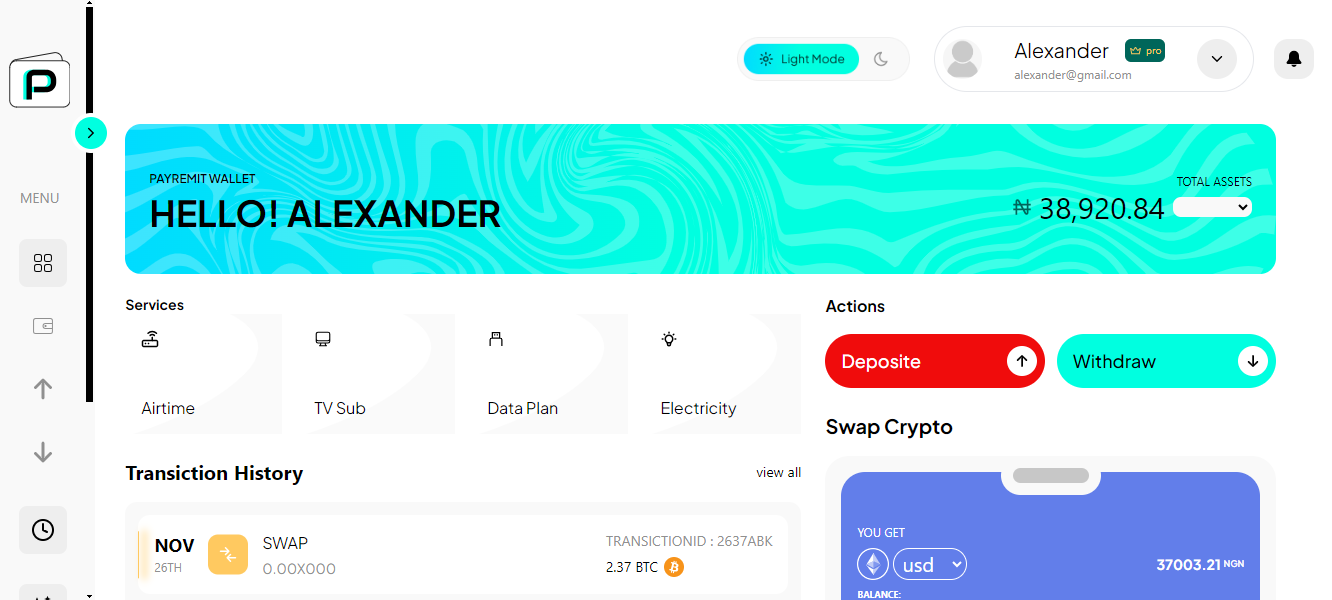 P
Light Mode
Alexander pro
alexander@gmail.com
MENU
PAYREMIT WALLET
HELLO! ALEXANDER
TOTAL ASSETS
₦ 38,920.84
Services
Airtime
TV Sub
Data Plan
Electricity
Actions
Deposite
Withdraw
Transiction History
view all
NOV
26TH
SWAP
0.00X000
TRANSICTIONID : 2637ABK
2.37 BTC
Swap Crypto
YOU GET
usd
37003.21 NGN
BALANCE: